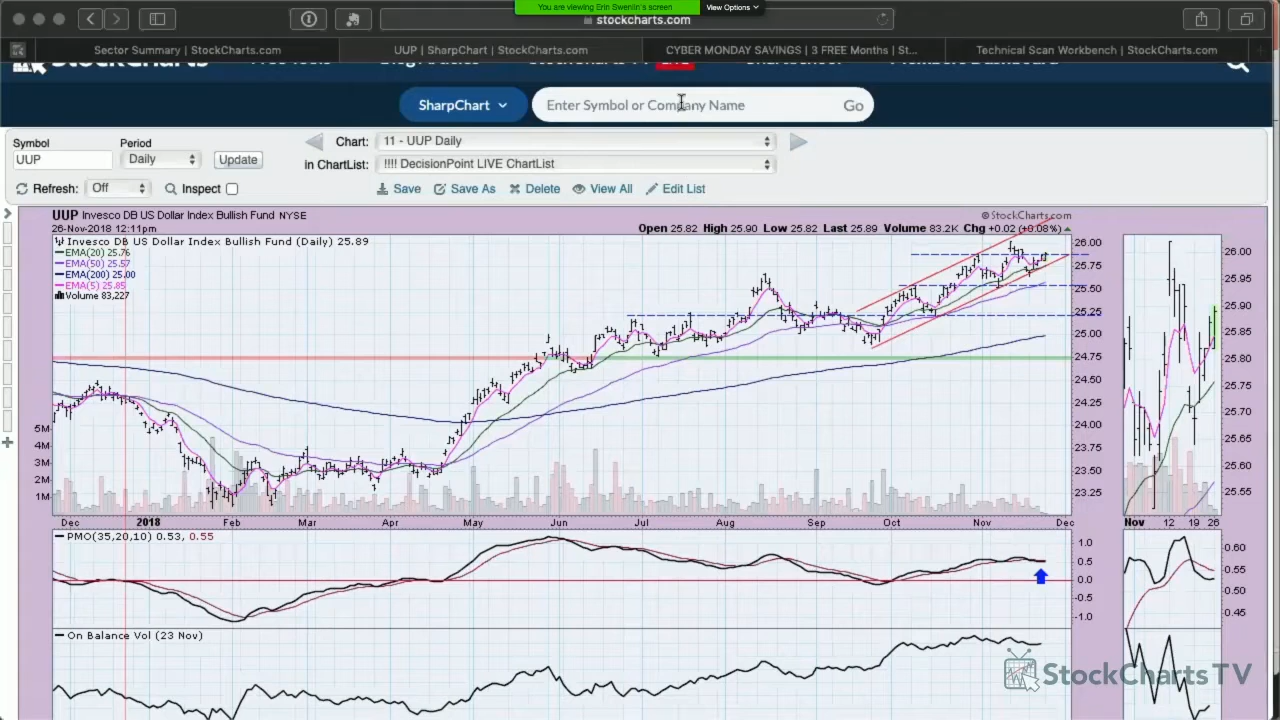 You are viewing Erin Swenlin's screen View Options
stockcharts.com
Sector Summary | StockCharts.com UUP | SharpChart | StockCharts.com CYBER MONDAY SAVINGS | 3 FREE Months | St... Technical Scan Workbench | StockCharts.com
SharpChart Enter Symbol or Company Name Go
Symbol Period Chart: 11 - UUP Daily
UUP Daily Update in ChartList: !!!! DecisionPoint LIVE ChartList
Refresh: Off Inspect Save Save As Delete View All Edit List
UUP Invesco DB US Dollar Index Bullish Fund NYSE ©StockCharts.com
26-Nov-2018 12:11pm Open 25.82 High 25.90 Low 25.82 Last 25.89 Volume 83.2K Chg +0.02 (+0.08%)
Invesco DB US Dollar Index Bullish Fund (Daily) 25.89
EMA(20) 25.76
EMA(50) 25.57
EMA(200) 25.00
EMA(5) 25.85
Volume 83,227
26.00
25.75
25.50
25.25
25.00
24.75
24.50
24.25
24.00
23.75
23.50
23.25
5M
4M
3M
2M
1M
26.00
25.95
25.90
25.85
25.80
25.75
25.70
25.65
25.60
25.55
Dec 2018 Feb Mar Apr May Jun Jul Aug Sep Oct Nov Dec Nov 12 19 26
PMO(35,20,10) 0.53, 0.55
1.0
0.5
0.0
-0.5
-1.0
0.60
0.55
0.50
0.45
On Balance Vol (23 Nov)
StockChartsTV